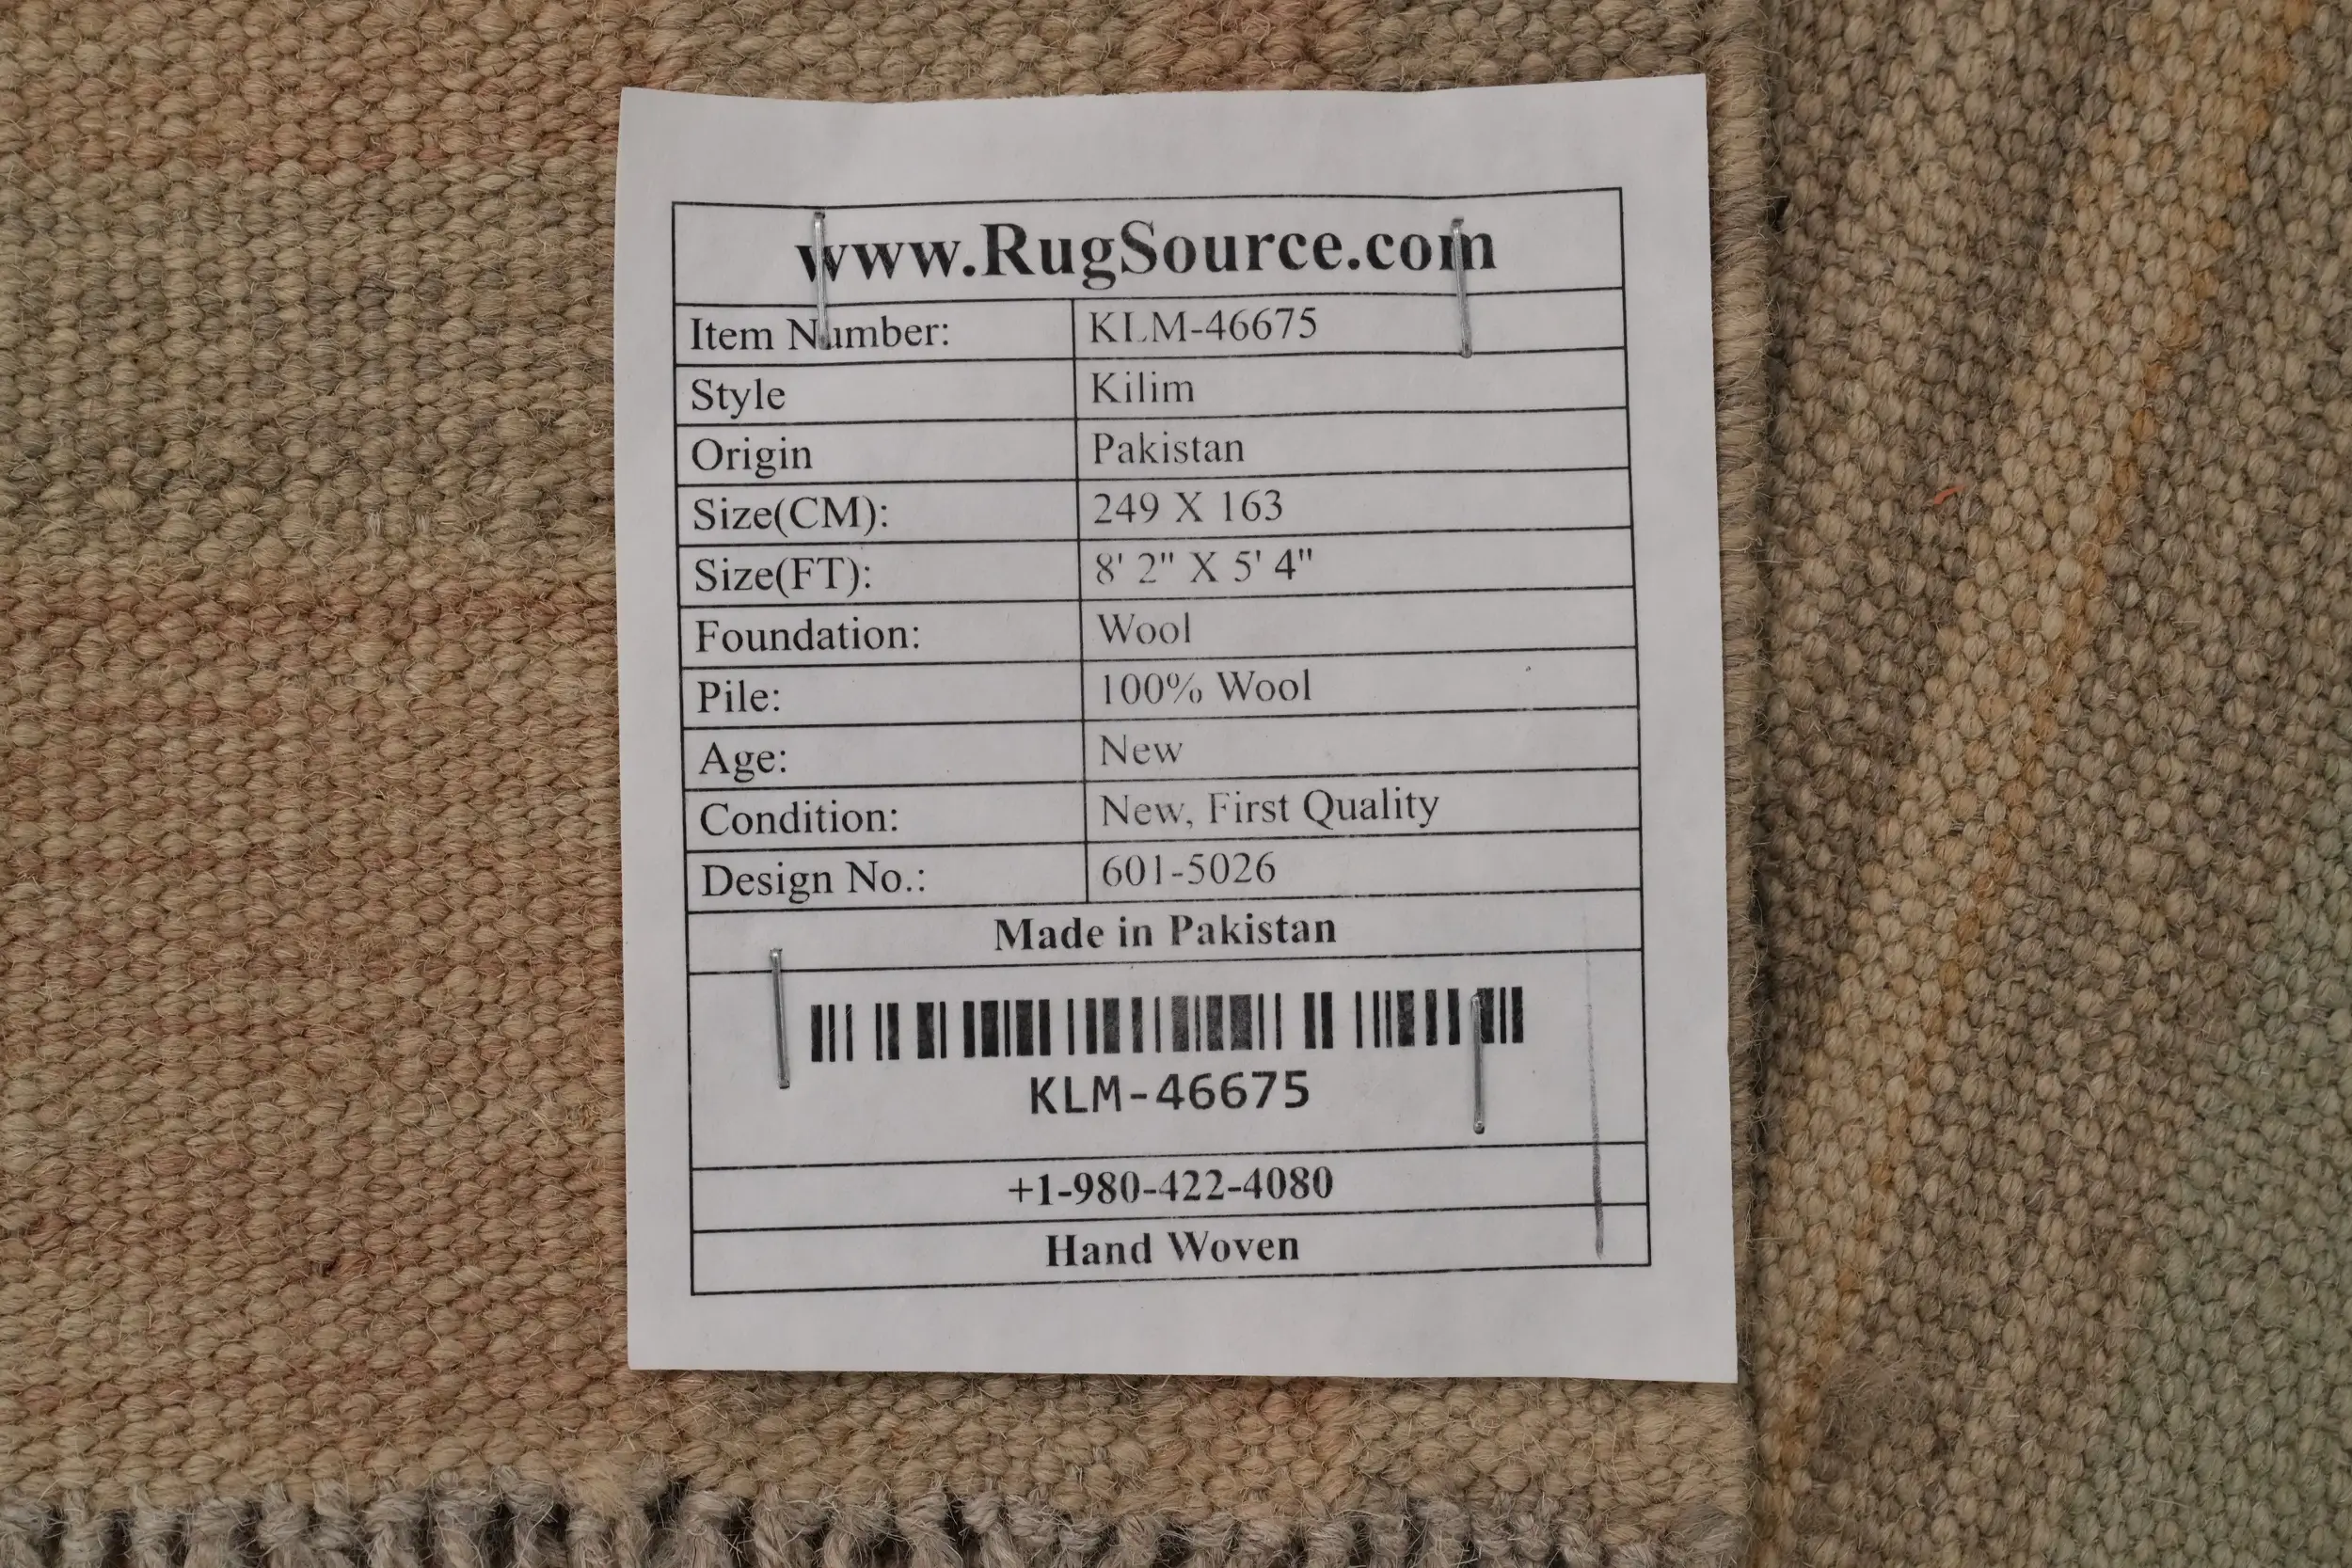 www.RugSource.com
Item Number: KLM-46675
Style Kilim
Origin Pakistan
Size(CM): 249 X 163
Size(FT): 8' 2" X 5' 4"
Foundation: Wool
Pile: 100% Wool
Age: New
Condition: New, First Quality
Design No.: 601-5026
Made in Pakistan
KLM-46675
+1-980-422-4080
Hand Woven